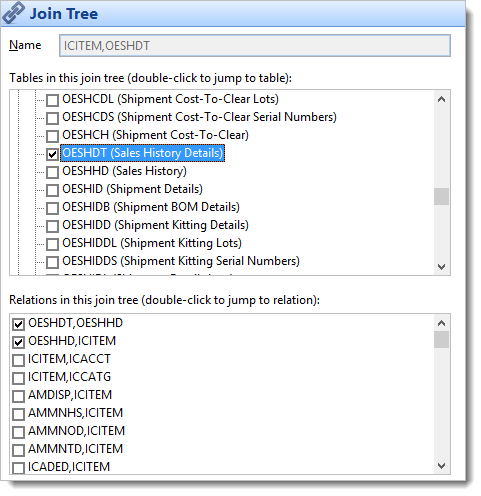 Join Tree
Name
ICITEM,OESHDT
Tables in this join tree (double-click to jump to table):
OESHCDL (Shipment Cost-To-Clear Lots)
OESHCDS (Shipment Cost-To-Clear Serial Numbers)
OESHCH (Shipment Cost-To-Clear)
OESHDT (Sales History Details)
OESHHD (Sales History)
OESHID (Shipment Details)
OESHIDB (Shipment BOM Details)
OESHIDD (Shipment Kitting Details)
OESHIDDL (Shipment Kitting Lots)
OESHIDDS (Shipment Kitting Serial Numbers)
Relations in this join tree (double-click to jump to relation):
OESHDT,OESHHD
OESHHD,ICITEM
ICITEM,ICACCT
ICITEM,ICCATG
AMDISP,ICITEM
AMMNHS,ICITEM
AMMNOD,ICITEM
AMMNTD,ICITEM
ICADED,ICITEM